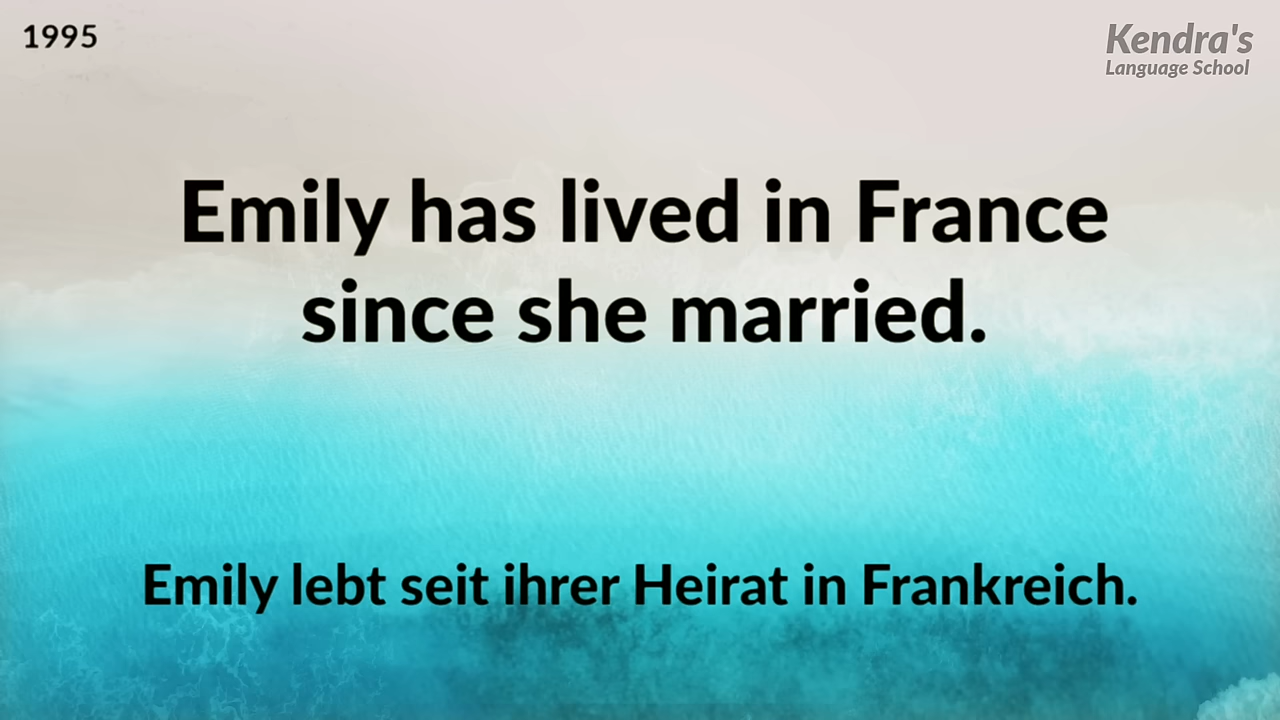 1995
Kendra's
Language School
Emily has lived in France
since she married.
Emily lebt seit ihrer Heirat in Frankreich.